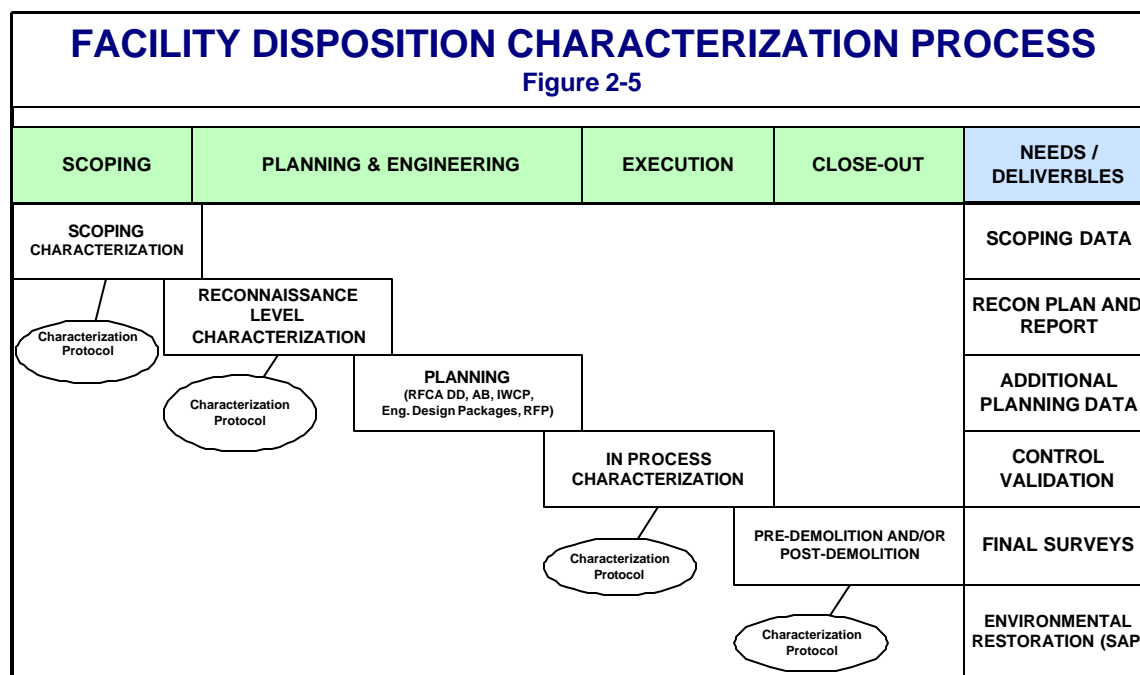 FACILITY DISPOSITION CHARACTERIZATION PROCESS
Figure 2-5
SCOPING
PLANNING & ENGINEERING
EXECUTION
CLOSE-OUT
NEEDS /
DELIVERBLES
SCOPING
CHARACTERIZATION
SCOPING DATA
Characterization
Protocol
RECONNAISSANCE
LEVEL
CHARACTERIZATION
RECON PLAN AND
REPORT
Characterization
Protocol
PLANNING
(RFCA DD, AB, IWCP,
Eng. Design Packages, RFP)
ADDITIONAL
PLANNING DATA
IN PROCESS
CHARACTERIZATION
CONTROL
VALIDATION
Characterization
Protocol
PRE-DEMOLITION AND/OR
POST-DEMOLITION
FINAL SURVEYS
Characterization
Protocol
ENVIRONMENTAL
RESTORATION (SAP